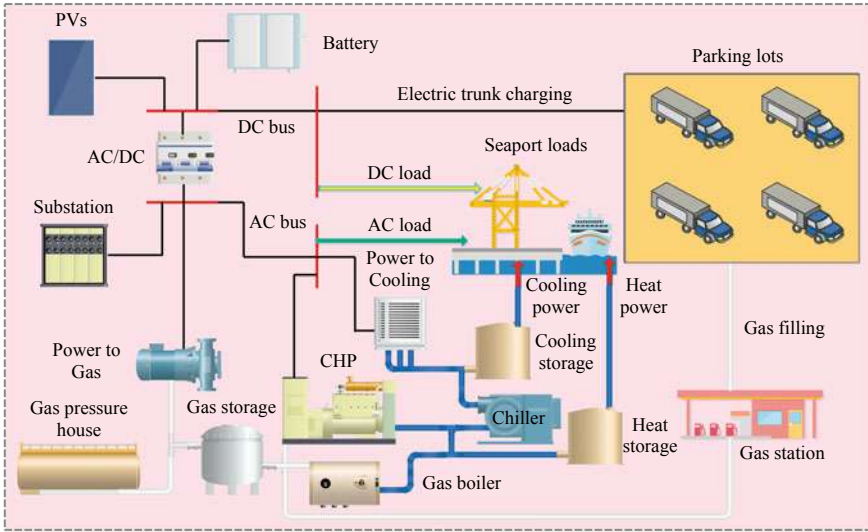 PVs
Battery
Parking lots
Electric trunk charging
DC bus
AC/DC
Seaport loads
DC load
Substation
AC bus
AC load
Power to
Cooling
Cooling
power
Heat
power
Gas filling
Power to
Gas
CHP
Cooling
storage
Gas pressure
house
Gas storage
Chiller
Heat
storage
Gas station
Gas boiler